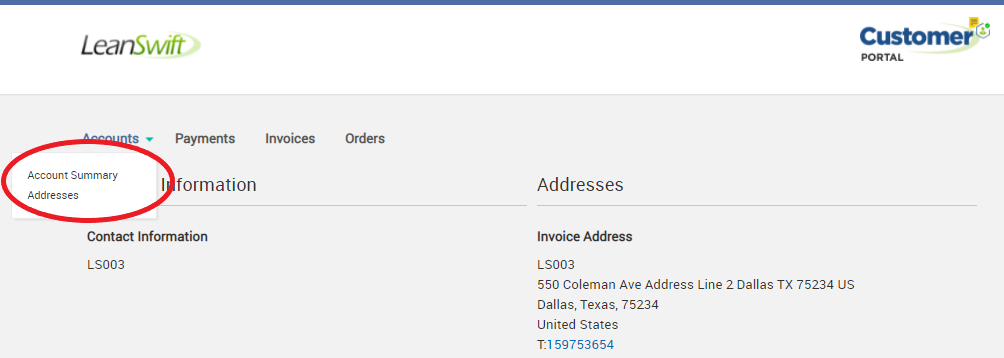 LeanSwift
Customer
PORTAL
Accounts Payments Invoices Orders
Account Summary
Addresses
Information
Addresses
Contact Information
LS003
Invoice Address
LS003
550 Coleman Ave Address Line 2 Dallas TX 75234 US
Dallas, Texas, 75234
United States
T:159753654